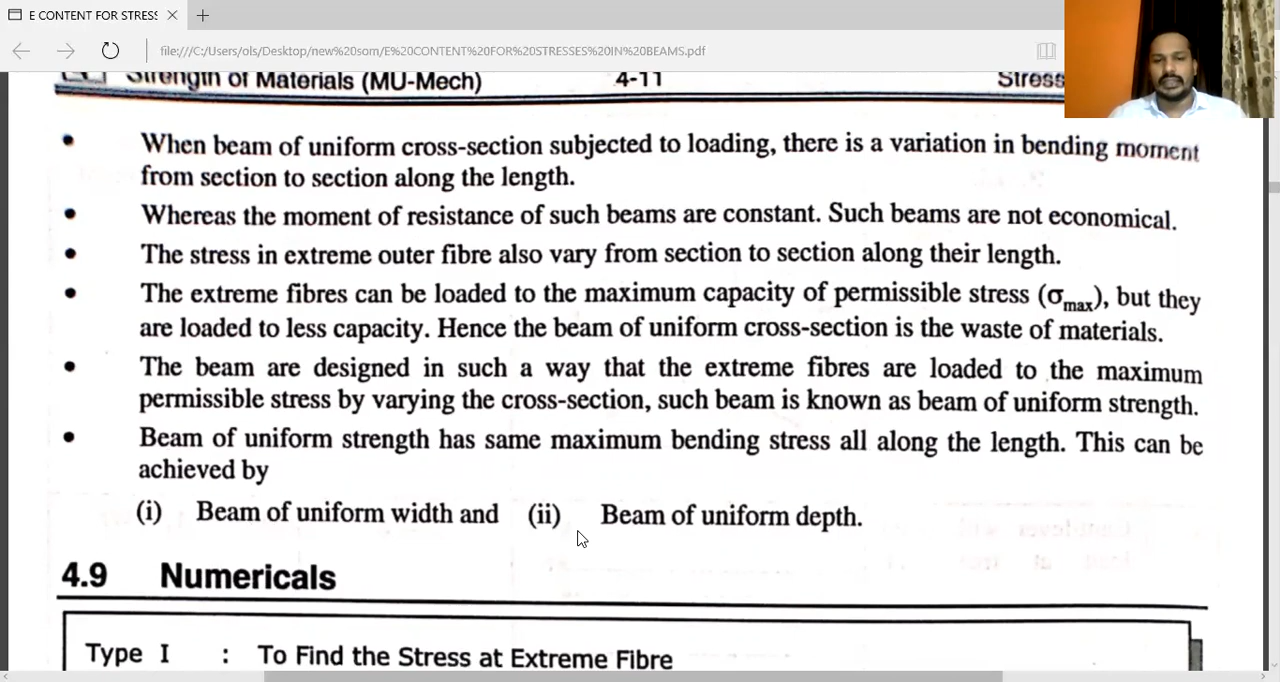 E CONTENT FOR STRESS
file:///C:/Users/ols/Desktop/new%20som/E%20CONTENT%20FOR%20STRESSES%20IN%20BEAMS.pdf
Strength of Materials (MU-Mech) 4-11 Stress
• When beam of uniform cross-section subjected to loading, there is a variation in bending moment
from section to section along the length.
• Whereas the moment of resistance of such beams are constant. Such beams are not economical.
• The stress in extreme outer fibre also vary from section to section along their length.
• The extreme fibres can be loaded to the maximum capacity of permissible stress (σmax), but they
are loaded to less capacity. Hence the beam of uniform cross-section is the waste of materials.
• The beam are designed in such a way that the extreme fibres are loaded to the maximum
permissible stress by varying the cross-section, such beam is known as beam of uniform strength.
• Beam of uniform strength has same maximum bending stress all along the length. This can be
achieved by
(i) Beam of uniform width and (ii) Beam of uniform depth.
4.9 Numericals
Type I : To Find the Stress at Extreme Fibre